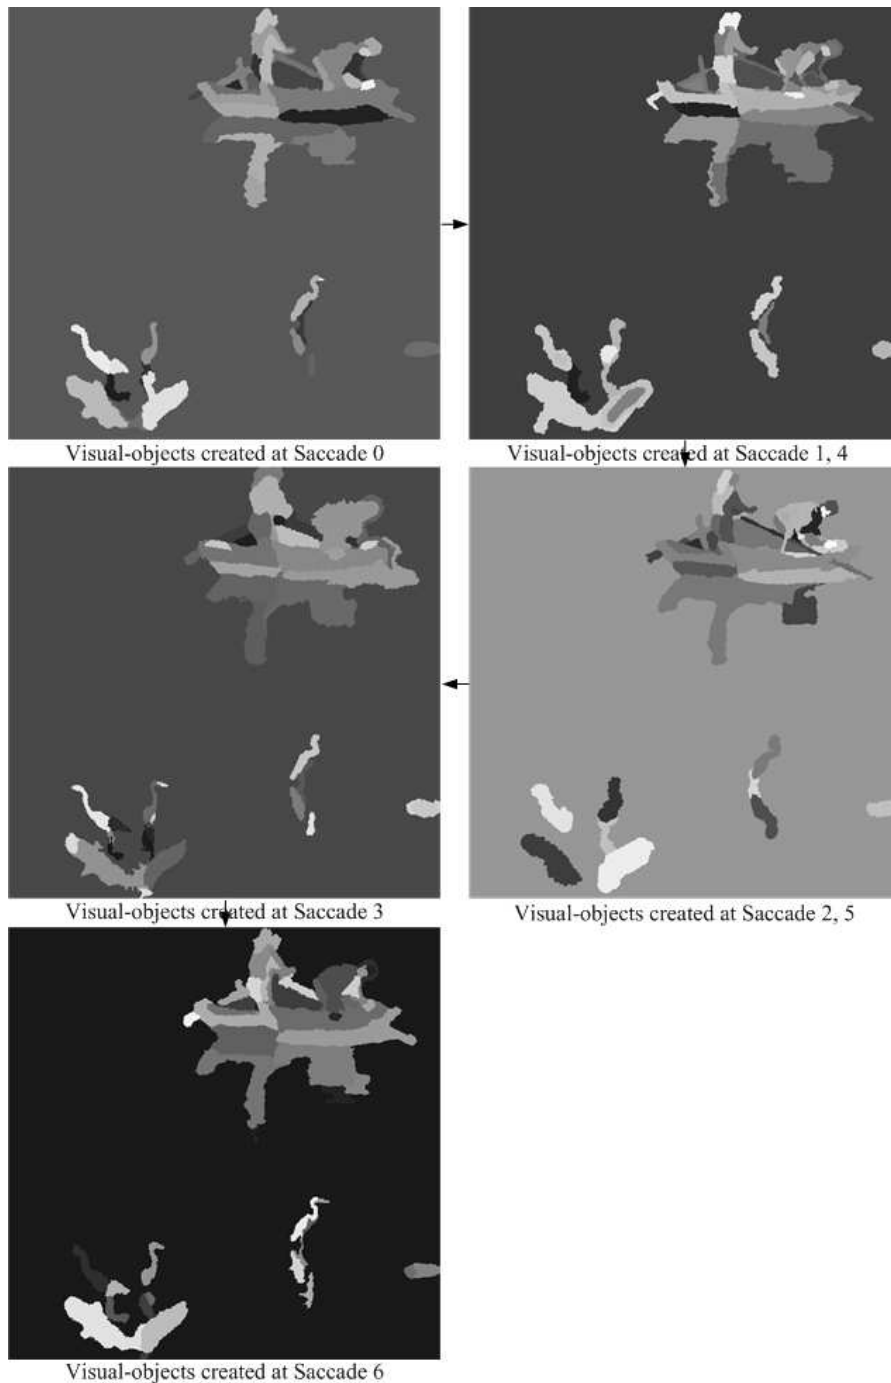 Visual-objects created at Saccade 0
Visual-objects created at Saccade 1, 4
Visual-objects created at Saccade 3
Visual-objects created at Saccade 2, 5
Visual-objects created at Saccade 6